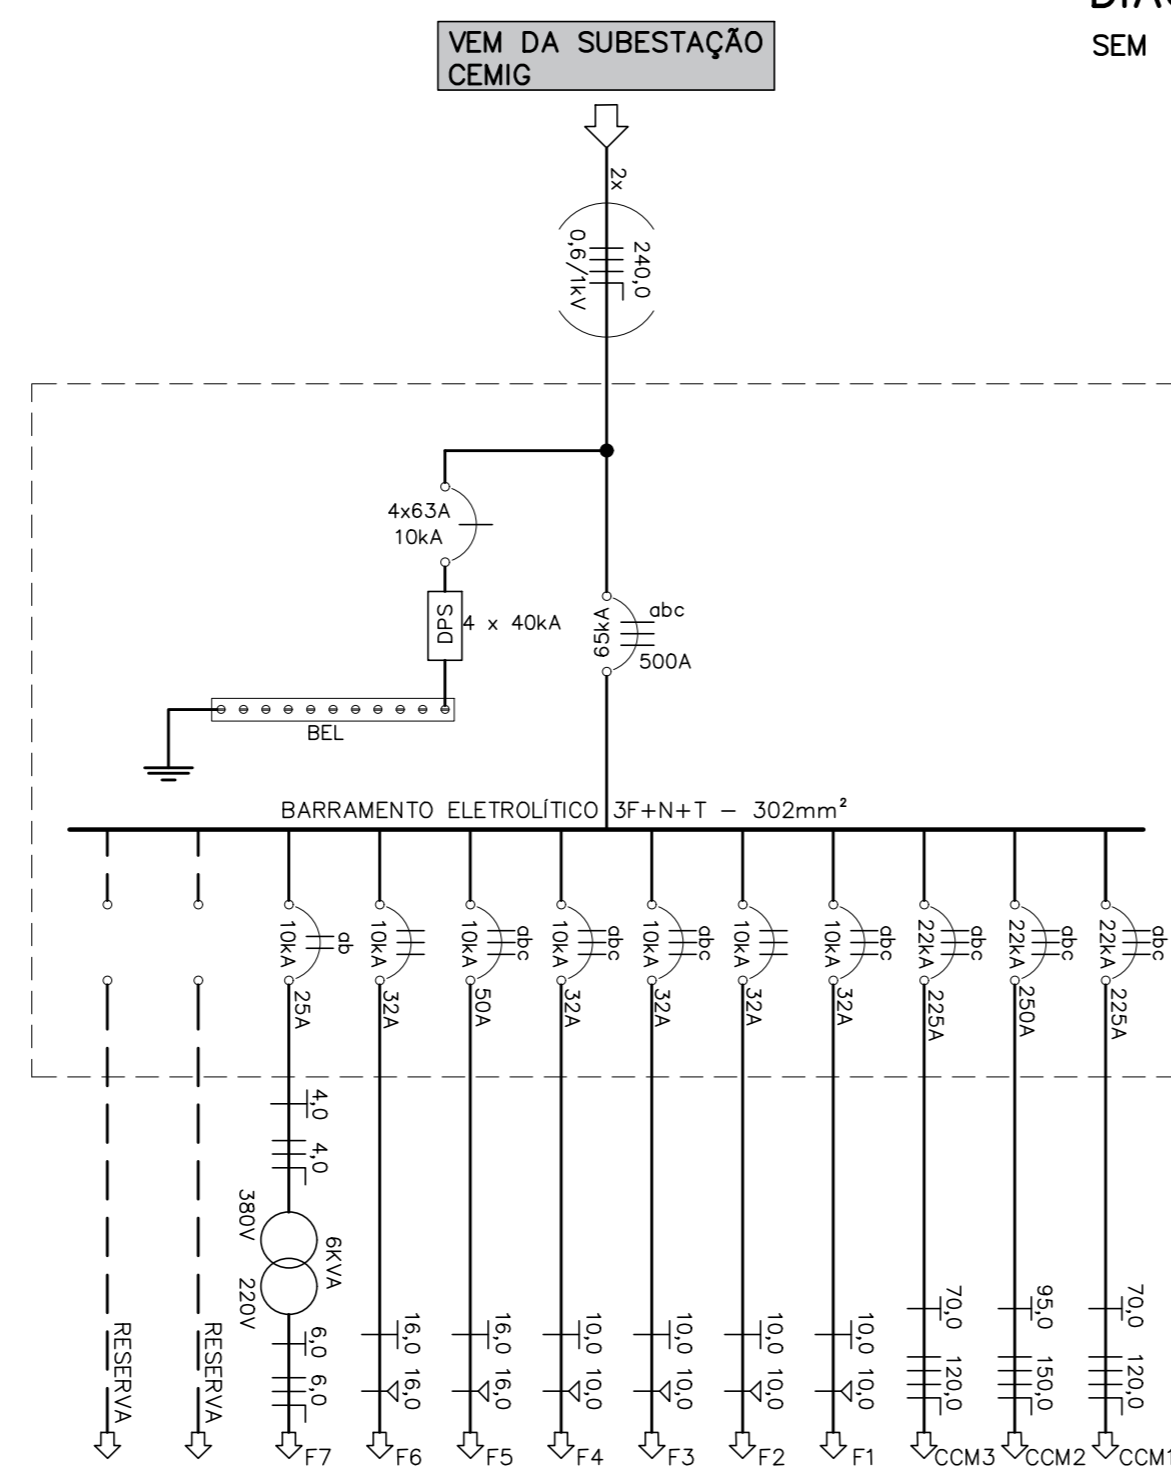 SEM
VEM DA SUBESTAÇÃO
CEMIG
2x
240,0
0,6/1kV
4x63A
10kA
DPS
4 x 40kA
BEL
65kA
abc
500A
BARRAMENTO ELETROLÍTICO 3F+N+T - 302mm²
10kA
ab
25A
10kA
32A
10kA
abc
50A
10kA
abc
32A
10kA
abc
32A
10kA
32A
10kA
abc
32A
22kA
abc
225A
22kA
abc
250A
22kA
abc
225A
4,0
4,0
380V
6KVA
220V
6,0
6,0
16,0
16,0
16,0
16,0
10,0
10,0
10,0
10,0
10,0
10,0
10,0
10,0
70,0
120,0
95,0
150,0
70,0
120,0
RESERVA
RESERVA
F7
F6
F5
F4
F3
F2
F1
CCM3
CCM2
CCM1